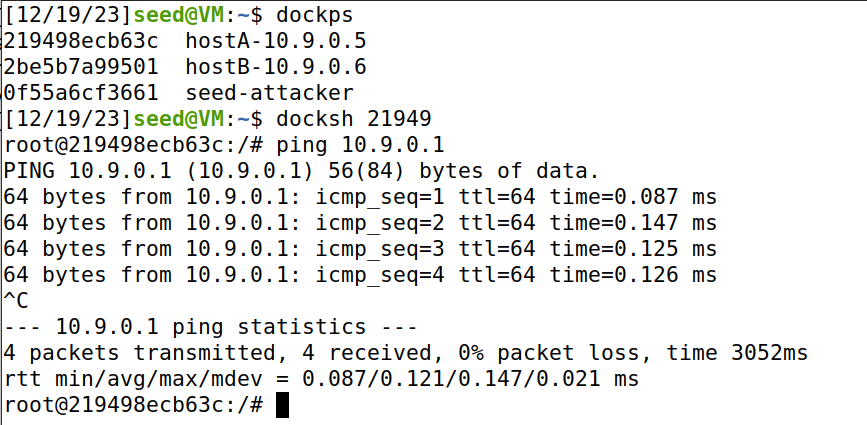 [12/19/23]seed@VM:~$ dockps
219498ecb63c  hostA-10.9.0.5
2be5b7a99501  hostB-10.9.0.6
0f55a6cf3661  seed-attacker
[12/19/23]seed@VM:~$ docksh 21949
root@219498ecb63c:/# ping 10.9.0.1
PING 10.9.0.1 (10.9.0.1) 56(84) bytes of data.
64 bytes from 10.9.0.1: icmp_seq=1 ttl=64 time=0.087 ms
64 bytes from 10.9.0.1: icmp_seq=2 ttl=64 time=0.147 ms
64 bytes from 10.9.0.1: icmp_seq=3 ttl=64 time=0.125 ms
64 bytes from 10.9.0.1: icmp_seq=4 ttl=64 time=0.126 ms
^C
--- 10.9.0.1 ping statistics ---
4 packets transmitted, 4 received, 0% packet loss, time 3052ms
rtt min/avg/max/mdev = 0.087/0.121/0.147/0.021 ms
root@219498ecb63c:/#